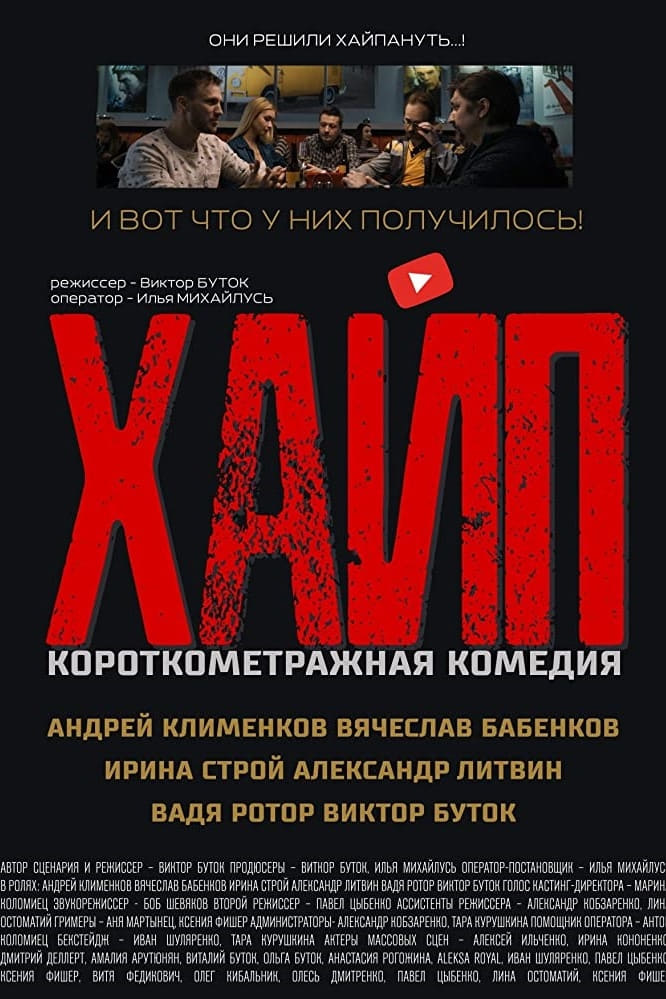 ОНИ РЕШИЛИ ХАЙПАНУТЬ...!
И ВОТ ЧТО У НИХ ПОЛУЧИЛОСЬ!
режиссер - Виктор БУТОК
оператор - Илья МИХАЙЛУСЬ
ХАЙП
КОРОТКОМЕТРАЖНАЯ КОМЕДИЯ
АНДРЕЙ КЛИМЕНКОВ ВЯЧЕСЛАВ БАБЕНКОВ
ИРИНА СТРОЙ АЛЕКСАНДР ЛИТВИН
ВАДЯ РОТОР ВИКТОР БУТОК
АВТОР СЦЕНАРИЯ И РЕЖИССЕР - ВИКТОР БУТОК ПРОДЮСЕРЫ - ВИТКОР БУТОК, ИЛЬЯ МИХАЙЛУСЬ ОПЕРАТОР-ПОСТАНОВЩИК - ИЛЬЯ МИХАЙЛУС
В РОЛЯХ: АНДРЕЙ КЛИМЕНКОВ ВЯЧЕСЛАВ БАБЕНКОВ ИРИНА СТРОЙ АЛЕКСАНДР ЛИТВИН ВАДЯ РОТОР ВИКТОР БУТОК ГОЛОС КАСТИНГ-ДИРЕКТОРА - МАРИН
КОЛОМИЕЦ ЗВУКОРЕЖИССЕР - БОБ ШЕВЯКОВ ВТОРОЙ РЕЖИССЕР - ПАВЕЛ ЦЫБЕНКО АССИСТЕНТЫ РЕЖИССЕРА - АЛЕКСАНДР КОБЗАРЕНКО, ЛИН
ОСТОМАТИЙ ГРИМЕРЫ - АНЯ МАРТЫНЕЦ, КСЕНИЯ ФИШЕР АДМИНИСТРАТОРЫ- АЛЕКСАНДР КОБЗАРЕНКО, ТАРА КУРУШКИНА ПОМОЩНИК ОПЕРАТОРА - АНТО
КОЛОМИЕЦ БЕКСТЕЙДЖ - ИВАН ШУЛЯРЕНКО, ТАРА КУРУШКИНА АКТЕРЫ МАССОВЫХ СЦЕН - АЛЕКСЕЙ ИЛЬЧЕНКО, ИРИНА КОНОНЕНКО
ДМИТРИЙ ДЕЛЛЕРТ, АМАЛИЯ АРУТЮНЯН, ВИТАЛИЙ БУТОК, ОЛЬГА БУТОК, АНАСТАСИЯ РОГОЖИНА, ALEKSA ROYAL, ИВАН ШУЛЯРЕНКО, ПАВЕЛ ЦЫБЕНКО
КСЕНИЯ ФИШЕР, ВИТЯ ФЕДИКОВИЧ, ОЛЕГ КИБАЛЬНИК, ОЛЕСЬ ДМИТРЕНКО, ПАВЕЛ ЦЫБЕНКО, ЛИНА ОСТОМАТИЙ, КСЕНИЯ ФИШЕ